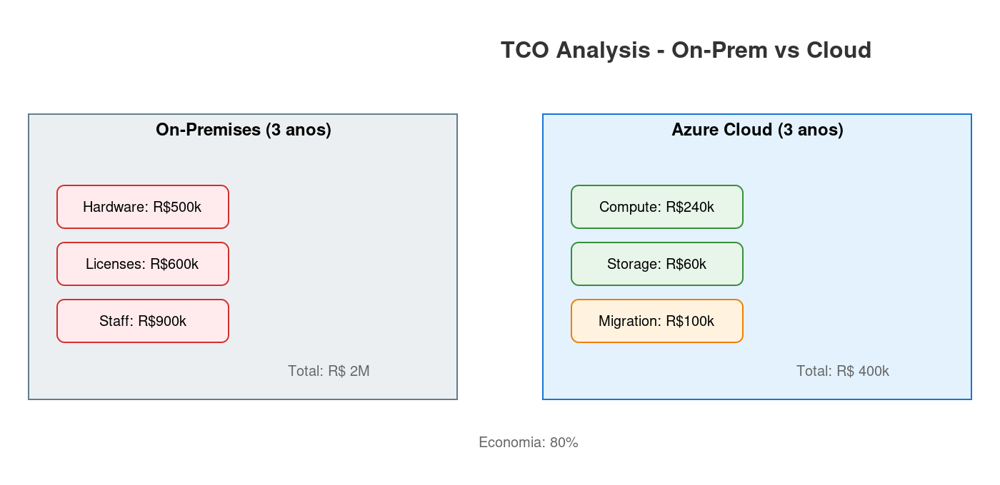 TCO Analysis - On-Prem vs Cloud
On-Premises (3 anos)
Hardware: R$500k
Licenses: R$600k
Staff: R$900k
Total: R$ 2M
Azure Cloud (3 anos)
Compute: R$240k
Storage: R$60k
Migration: R$100k
Total: R$ 400k
Economia: 80%